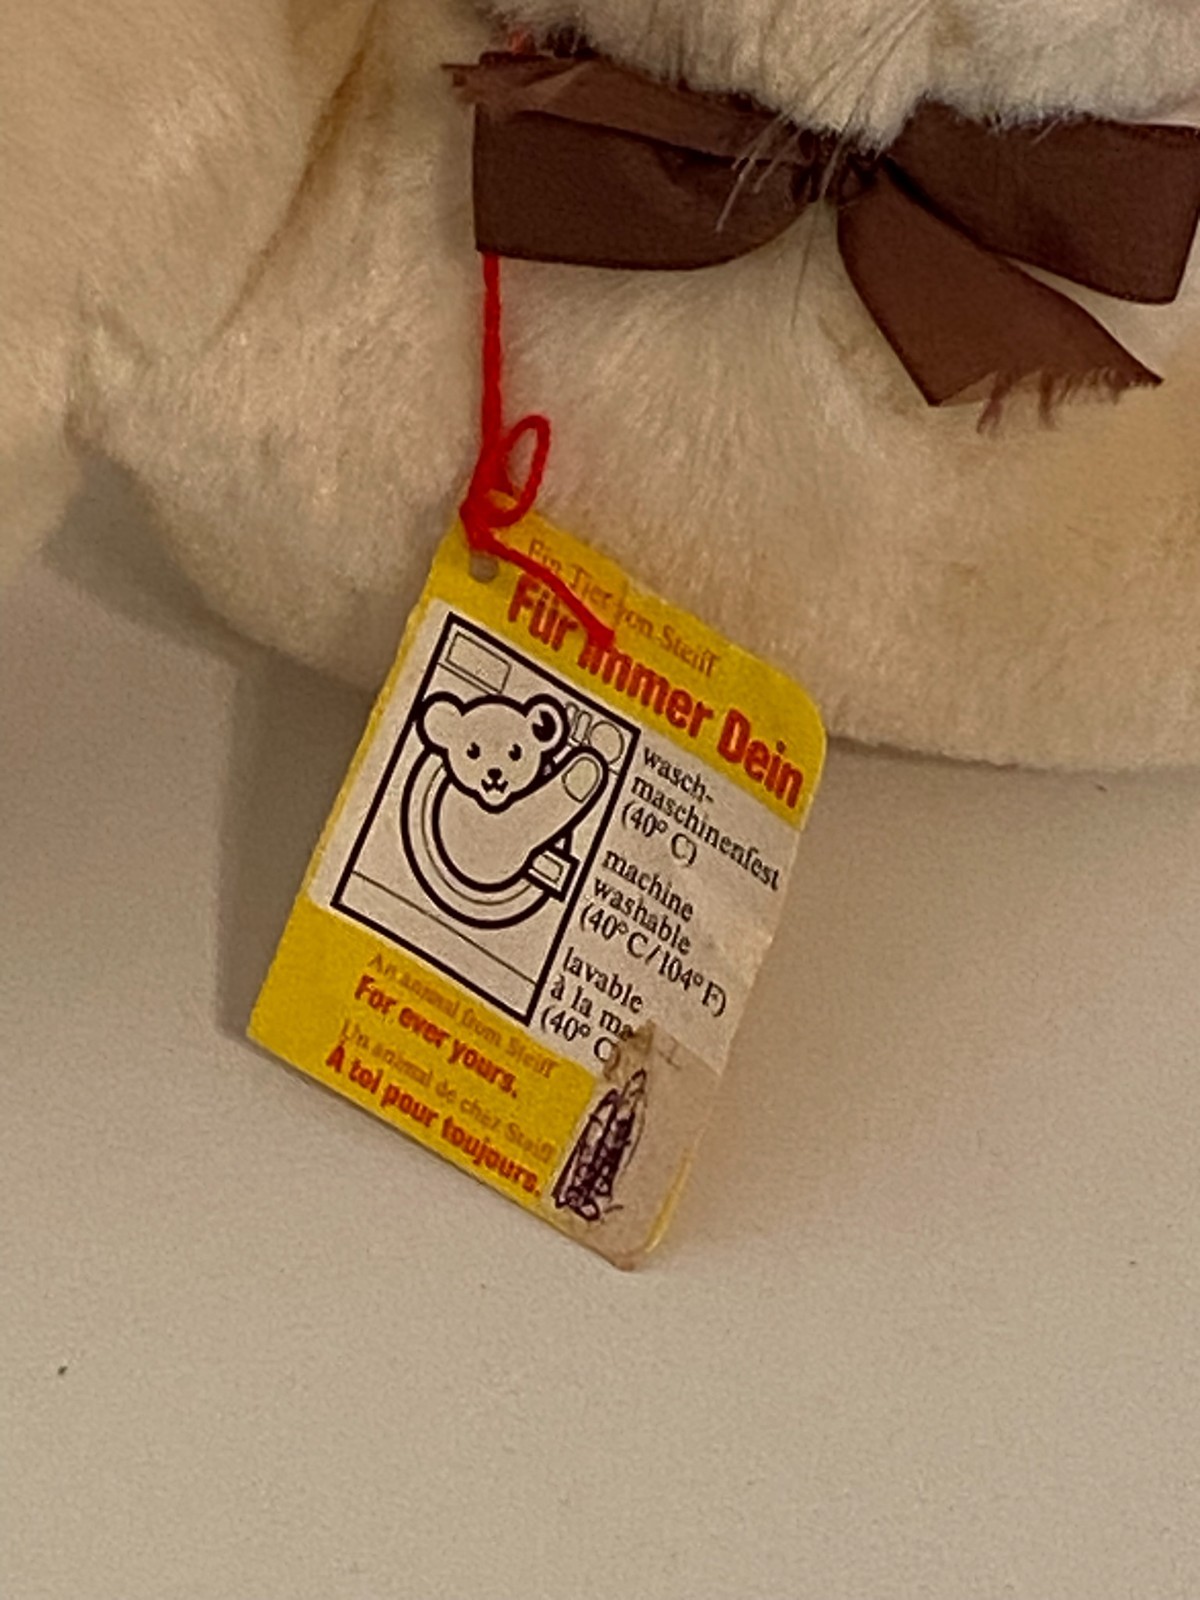 Ein Tier von Steiff
Für immer Dein
wasch-
maschinenfest
(40° C)
machine
washable
(40° C/104° F)
lavable
à la
(40° C)
An animal from Steiff
For ever yours.
Un animal de chez Steiff
A toi pour toujours.